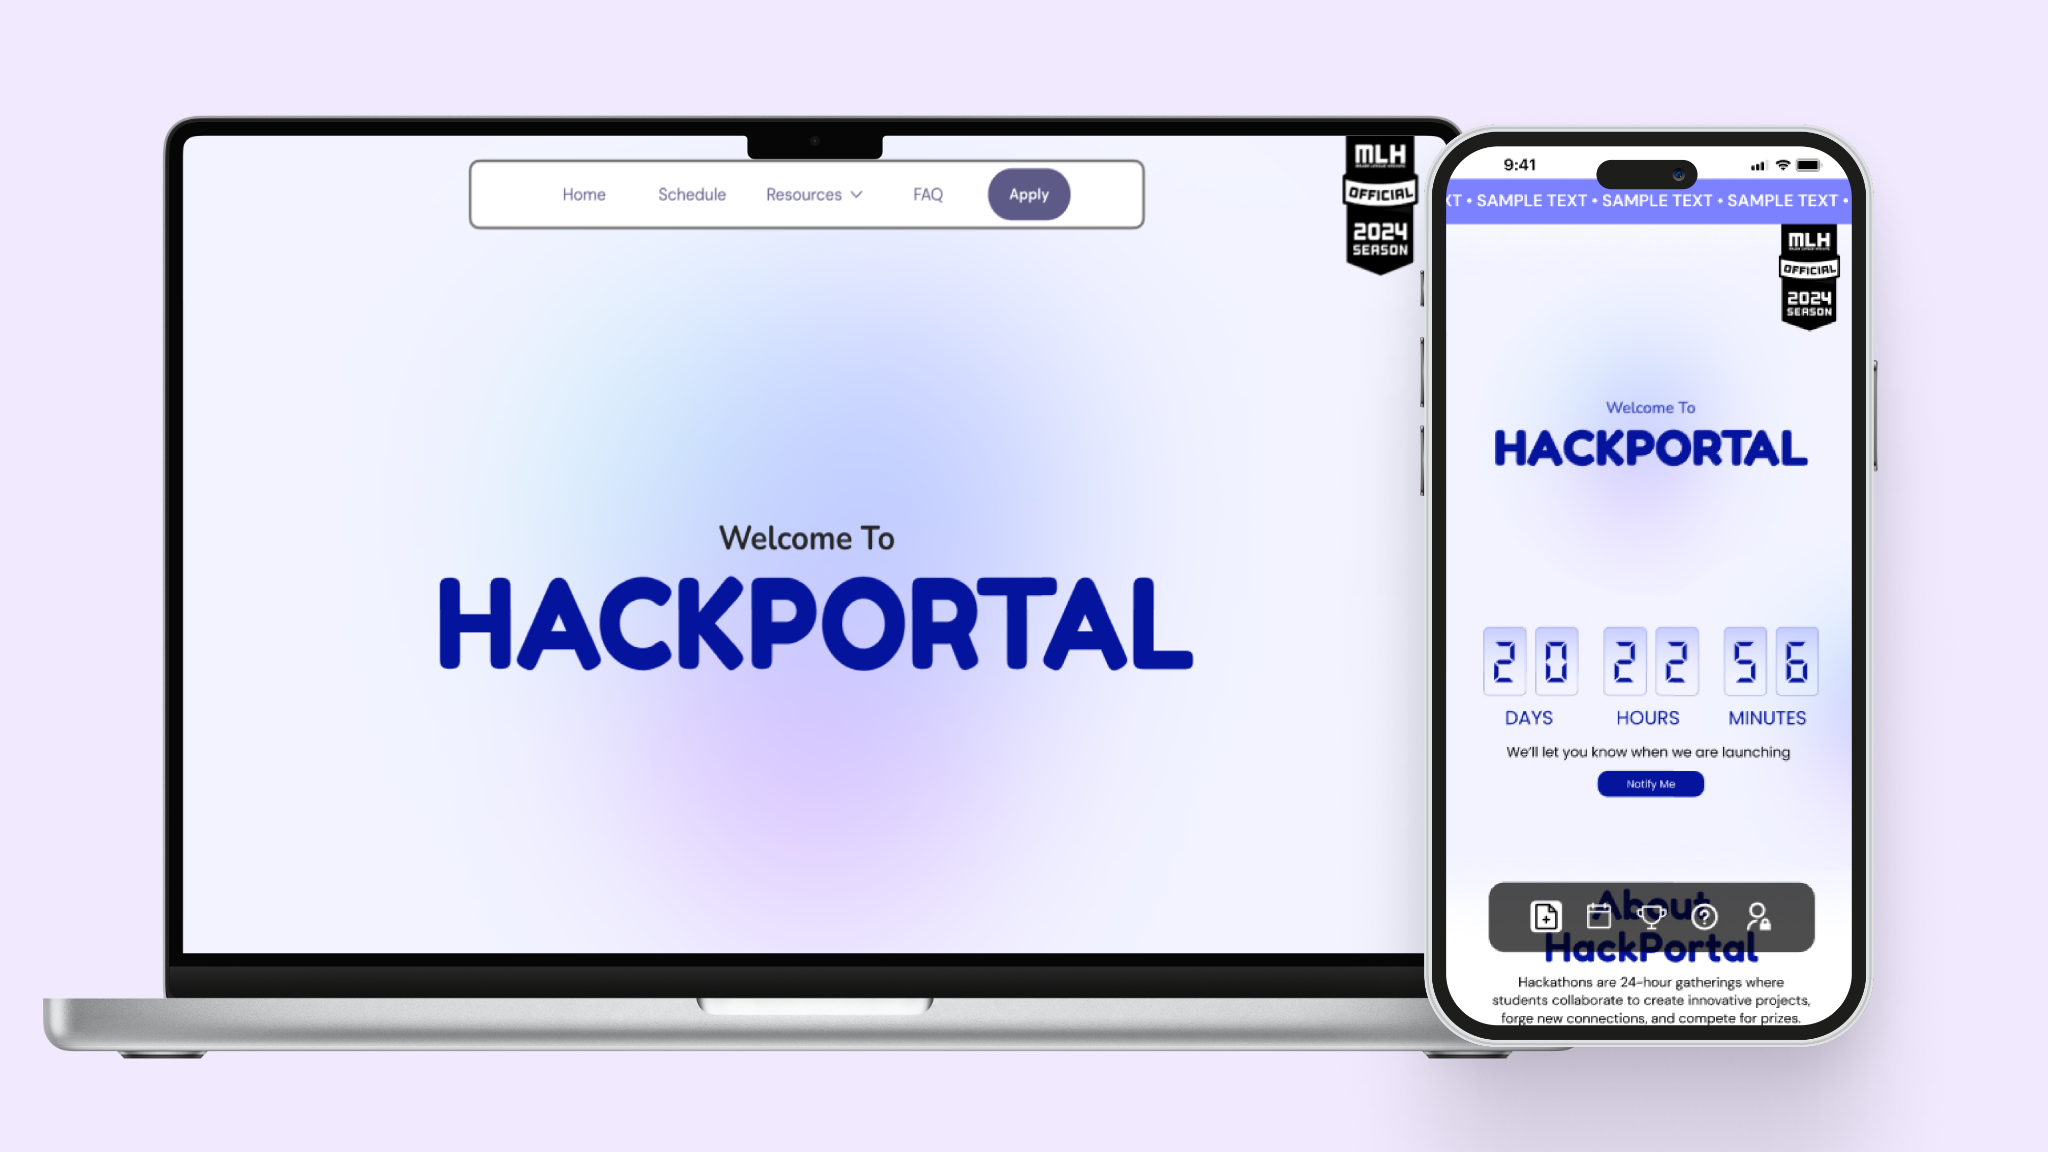 Home Schedule Resources FAQ Apply
MLH
OFFICIAL
2024
SEASON
Welcome To
HACKPORTAL
9:41
XT • SAMPLE TEXT • SAMPLE TEXT • SAMPLE TEXT •
MLH
OFFICIAL
2024
SEASON
Welcome To
HACKPORTAL
20 22 56
DAYS HOURS MINUTES
We'll let you know when we are launching
Notify Me
About
HackPortal
Hackathons are 24-hour gatherings where
students collaborate to create innovative projects,
forge new connections, and compete for prizes.